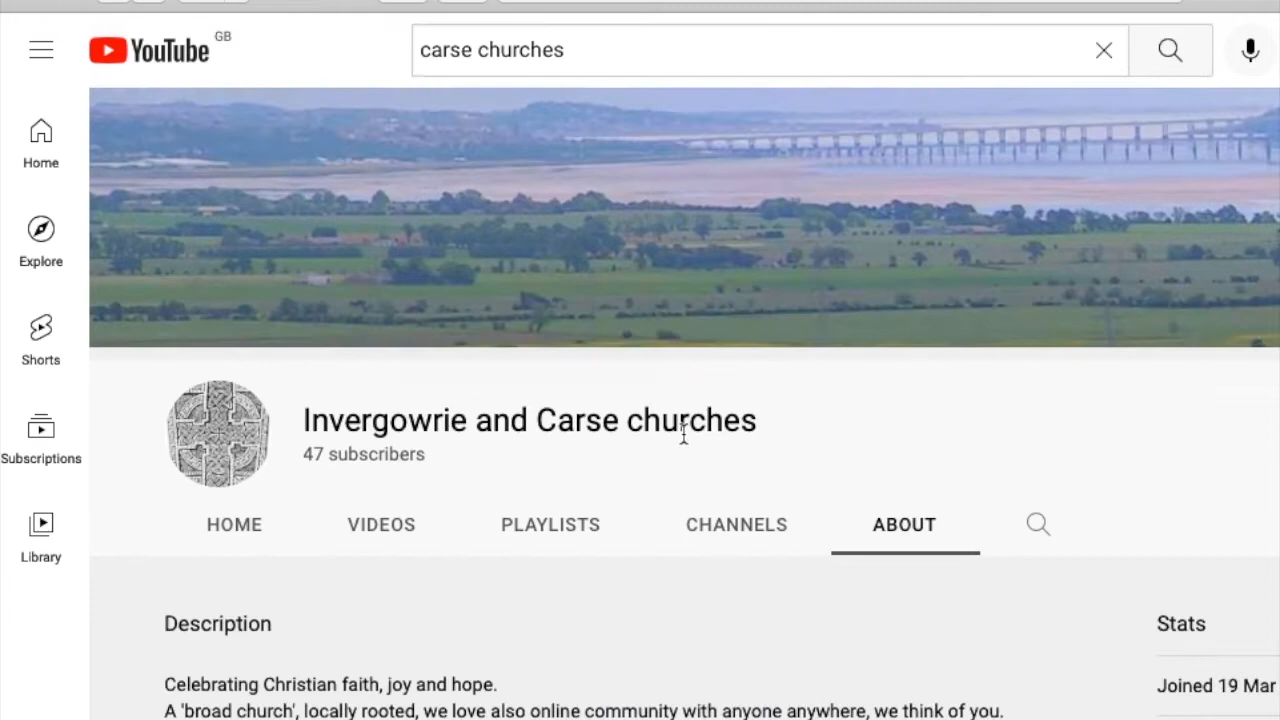 YouTube GB
carse churches
Home
Explore
Shorts
Subscriptions
Library
Invergowrie and Carse churches
47 subscribers
HOME VIDEOS PLAYLISTS CHANNELS ABOUT
Description Stats
Celebrating Christian faith, joy and hope. Joined 19 Mar
A 'broad church', locally rooted, we love also online community with anyone anywhere, we think of you.